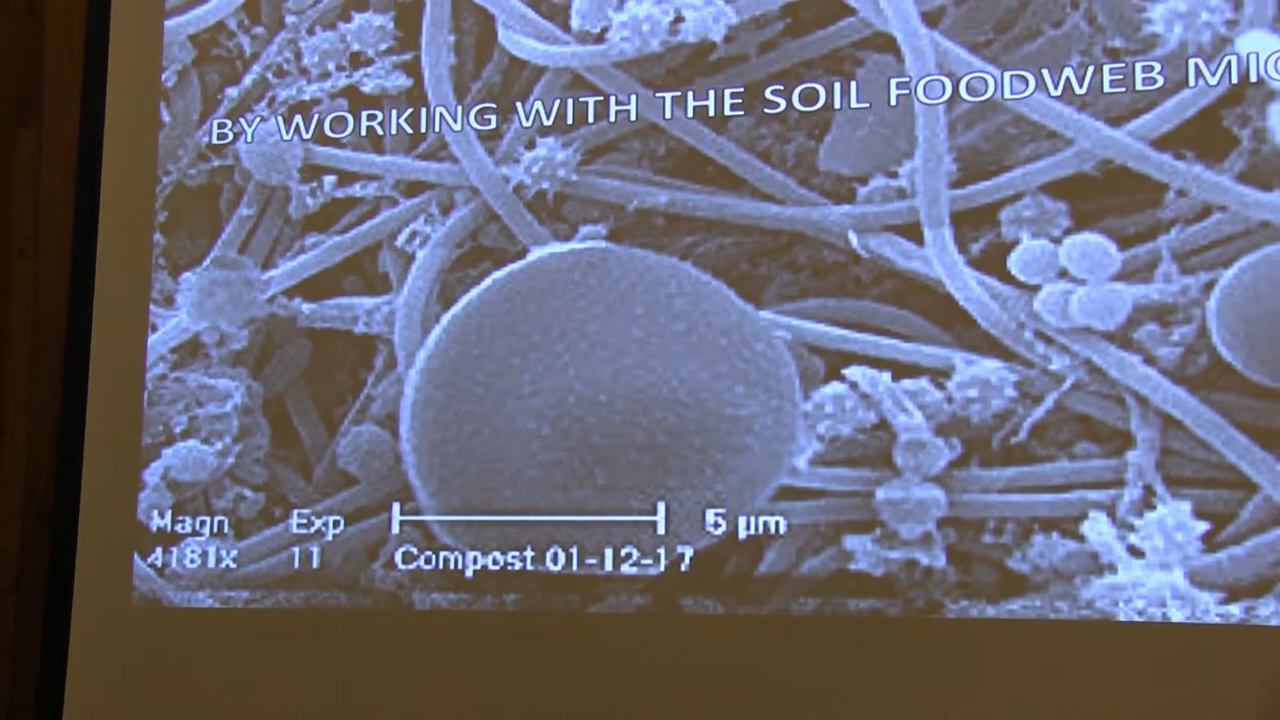 BY WORKING WITH THE SOIL FOODWEB
Magn Exp 5 µm
4181x 11 Compost 01-12-17